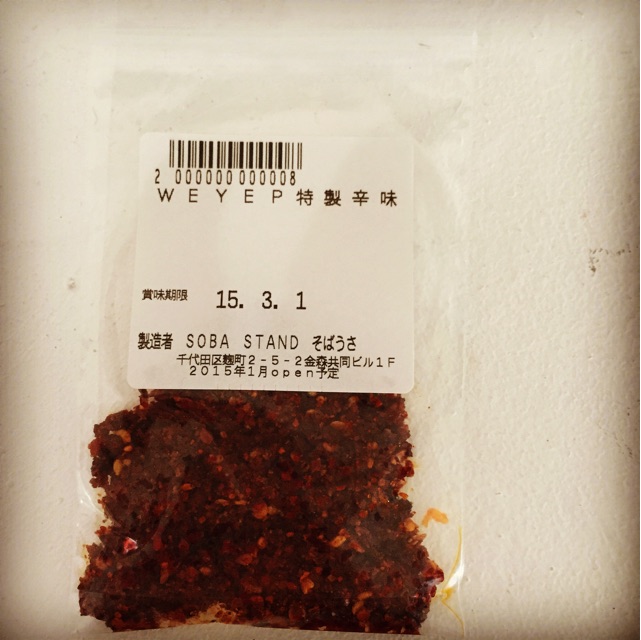 2 000000 000008
WEYEP特製辛味
賞味期限 15. 3. 1
製造者 SOBA STAND そばうさ
千代田区麹町2-5-2金森共同ビル1F
2015年1月open予定